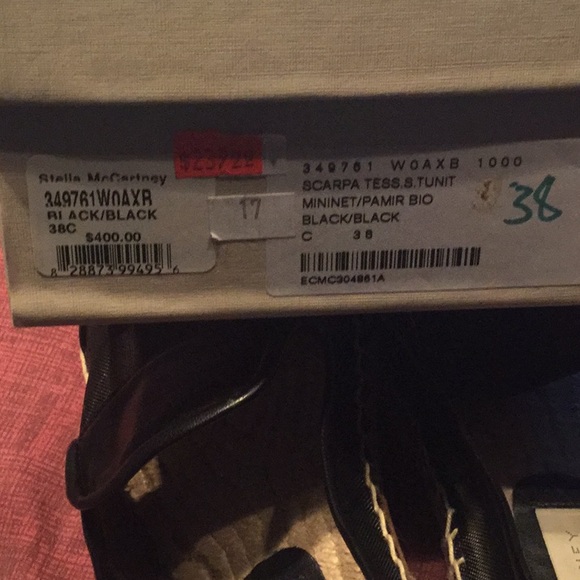 Stella McCartney
349761W0AXB
BLACK/BLACK
38C
$400.00
8 28873 99495 6
17
349761 W0AXB 1000
SCARPA TESS.S.TUNIT
MININET/PAMIR BIO
BLACK/BLACK
C 38
ECMC304861A
38